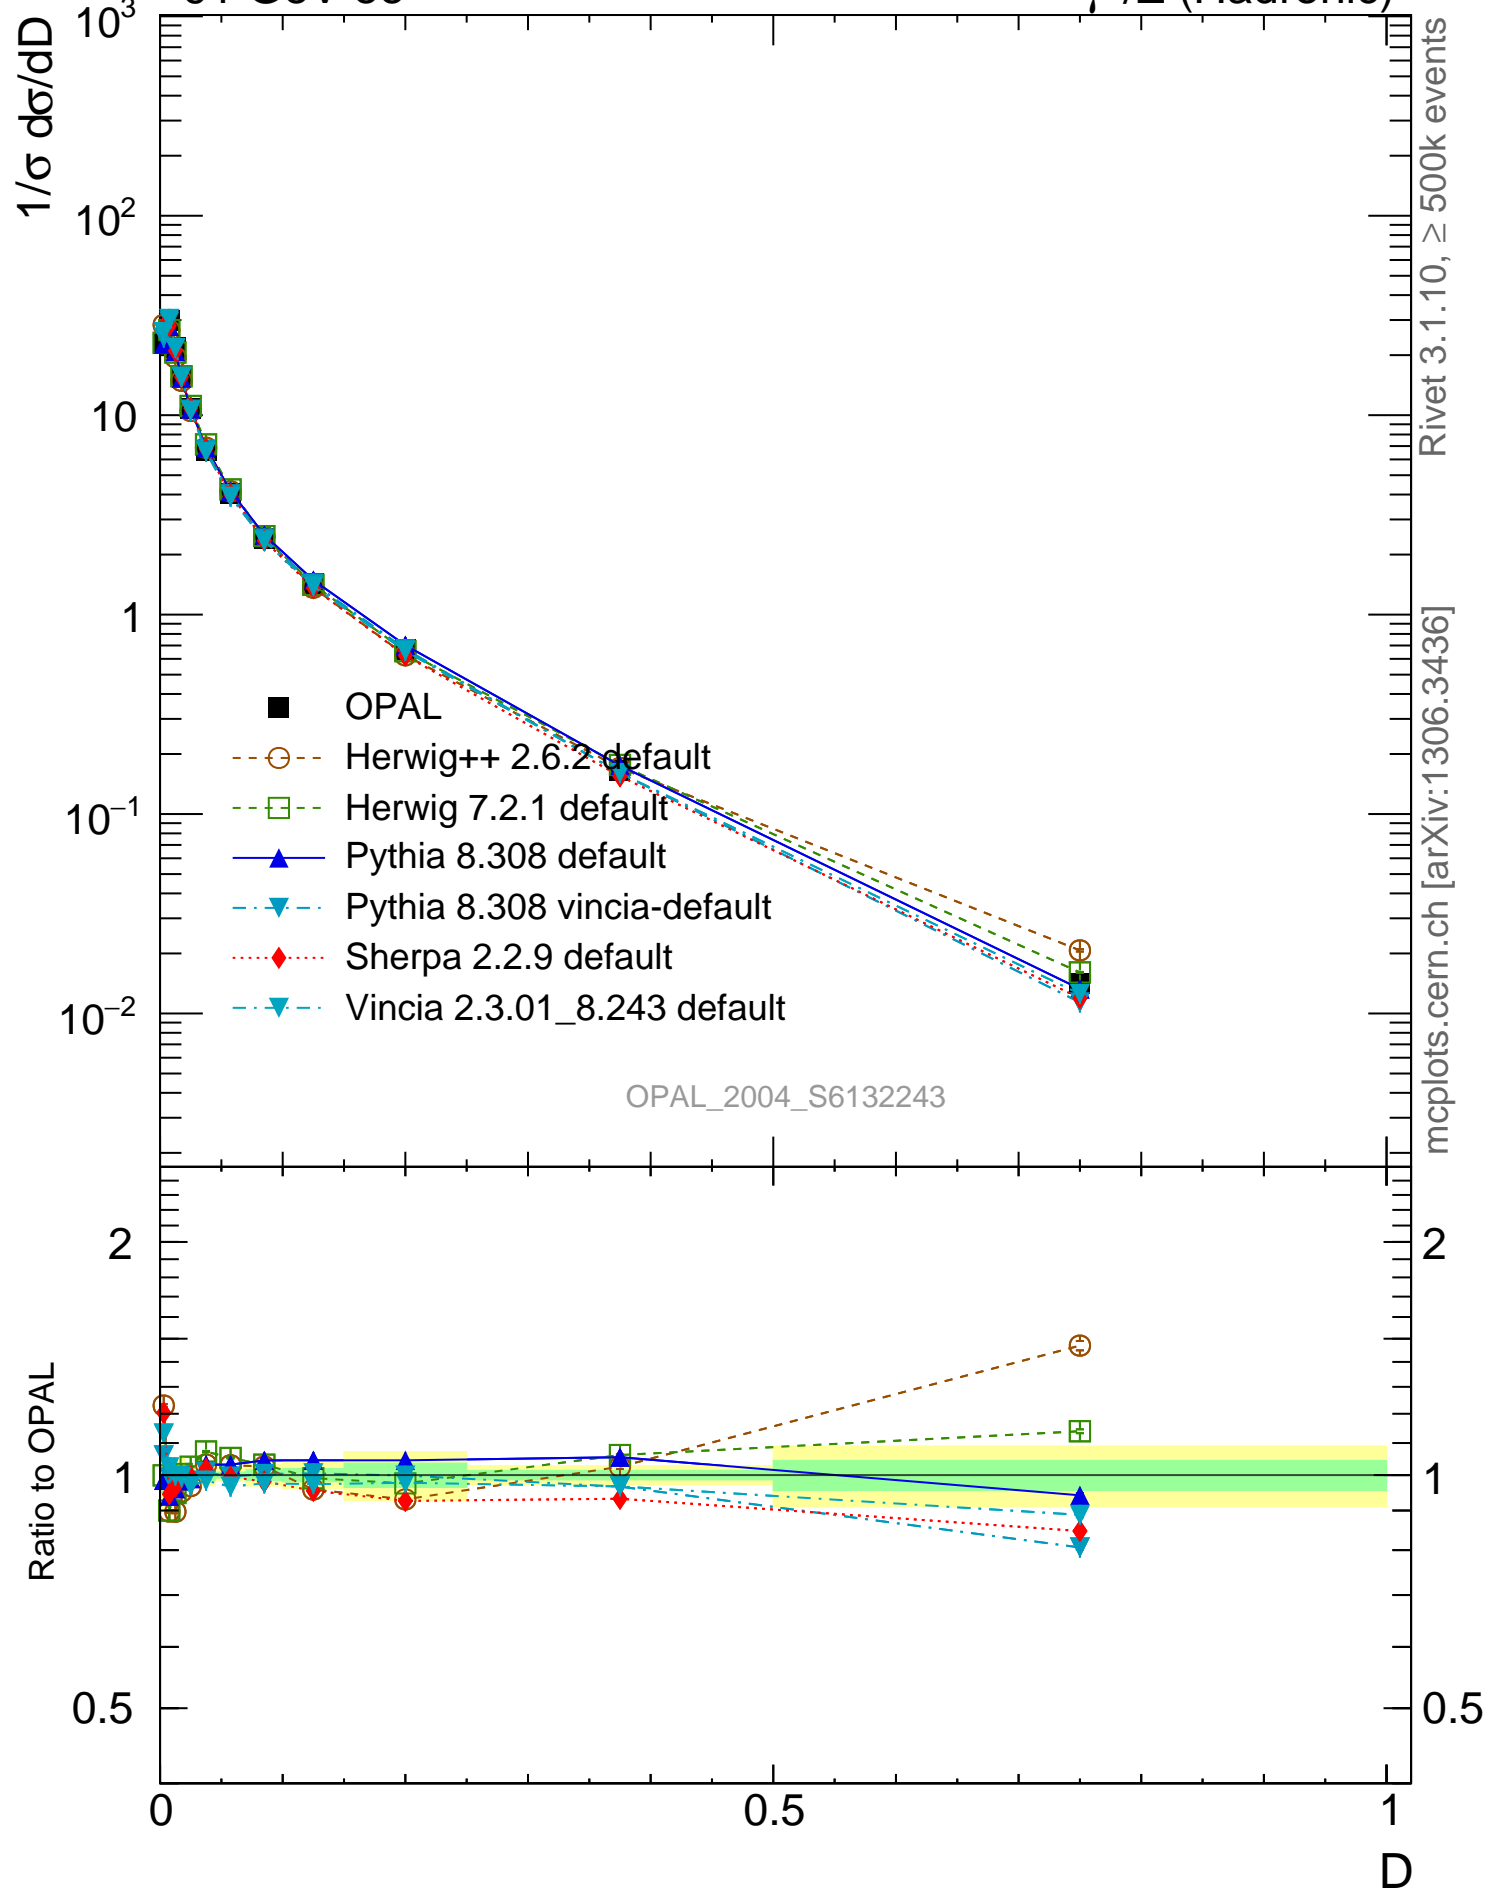 10³
10²
10
1
10⁻¹
10⁻²
1/σ dσ/dD
OPAL
Herwig++ 2.6.2 default
Herwig 7.2.1 default
Pythia 8.308 default
Pythia 8.308 vincia-default
Sherpa 2.2.9 default
Vincia 2.3.01_8.243 default
OPAL_2004_S6132243
Rivet 3.1.10, ≥ 500k events
mcplots.cern.ch [arXiv:1306.3436]
Ratio to OPAL
2
1
0.5
2
1
0.5
0
0.5
1
D